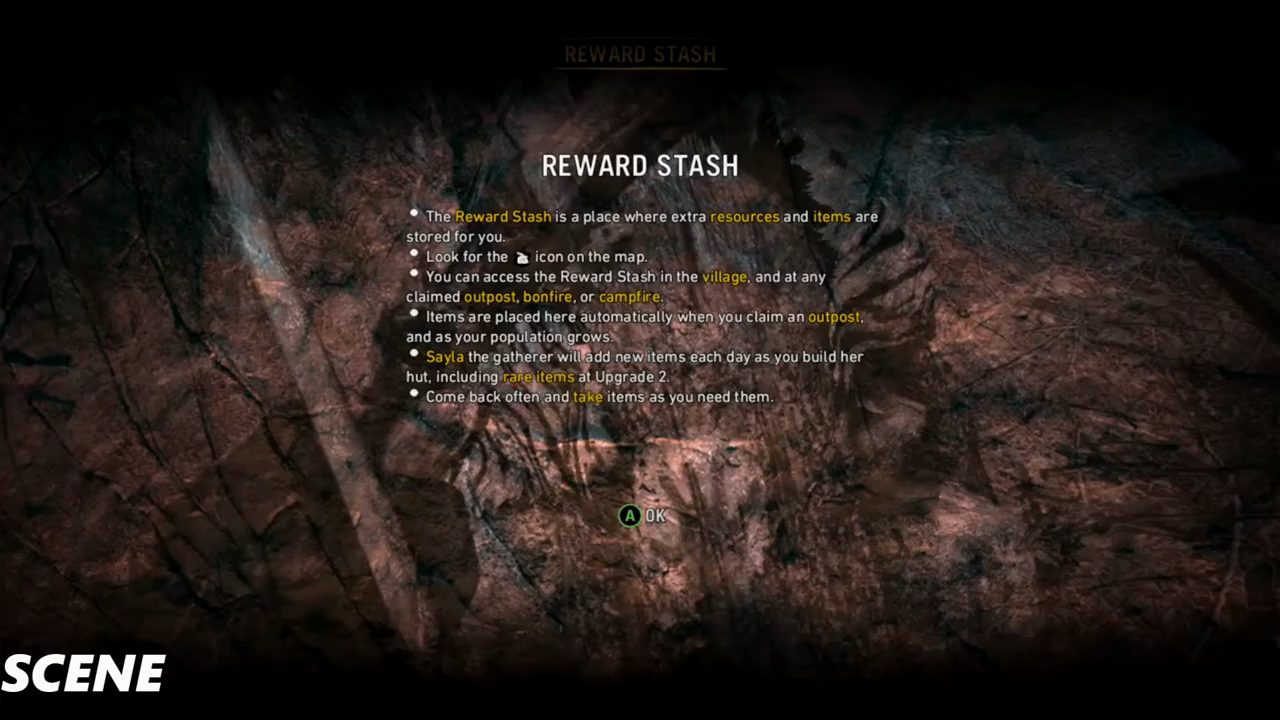 REWARD STASH
REWARD STASH
• The Reward Stash is a place where extra resources and items are
stored for you.
• Look for the icon on the map.
• You can access the Reward Stash in the village, and at any
claimed outpost, bonfire, or campfire.
• Items are placed here automatically when you claim an outpost,
and as your population grows.
• Sayla the gatherer will add new items each day as you build her
hut, including rare items at Upgrade 2.
• Come back often and take items as you need them.
A OK
SCENE